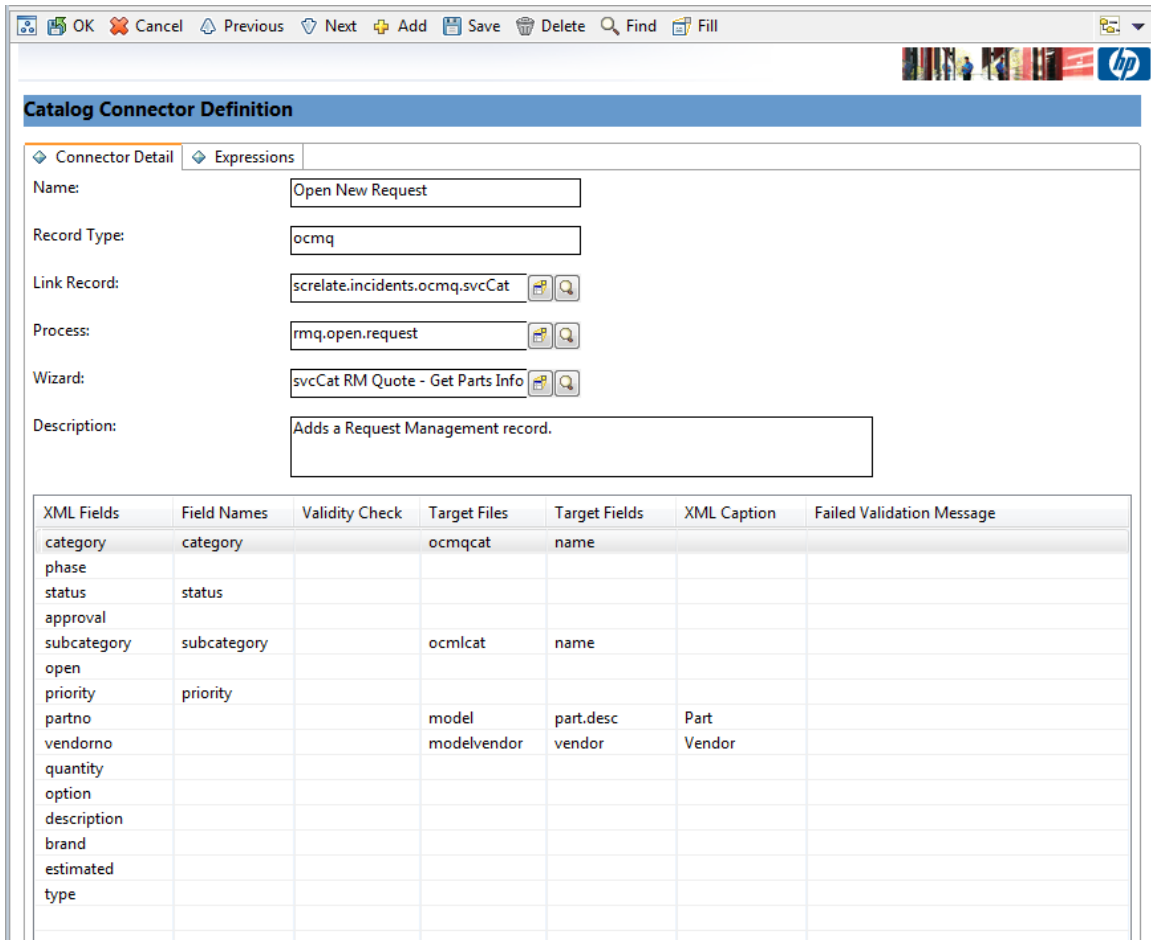 OK Cancel Previous Next Add Save Delete Find Fill
hp
Catalog Connector Definition
Connector Detail Expressions
Name: Open New Request
Record Type: ocmq
Link Record: screlate.incidents.ocmq.svcCat
Process: rmq.open.request
Wizard: svcCat RM Quote - Get Parts Info
Description: Adds a Request Management record.
XML Fields Field Names Validity Check Target Files Target Fields XML Caption Failed Validation Message
category category ocmqcat name
phase
status status
approval
subcategory subcategory ocmlcat name
open
priority priority
partno model part.desc Part
vendorno modelvendor vendor Vendor
quantity
option
description
brand
estimated
type